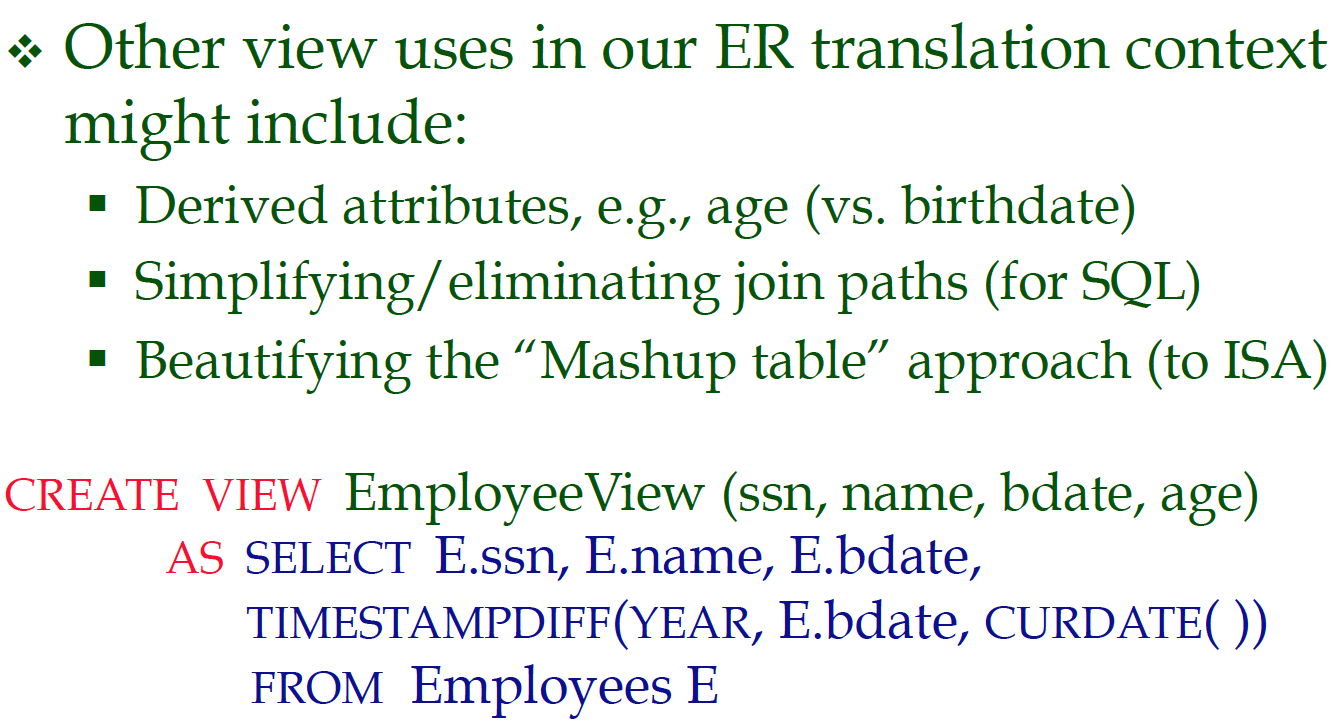 ❖ Other view uses in our ER translation context
might include:
▪ Derived attributes, e.g., age (vs. birthdate)
▪ Simplifying/eliminating join paths (for SQL)
▪ Beautifying the “Mashup table” approach (to ISA)
CREATE VIEW EmployeeView (ssn, name, bdate, age)
AS SELECT E.ssn, E.name, E.bdate,
TIMESTAMPDIFF(YEAR, E.bdate, CURDATE( ))
FROM Employees E